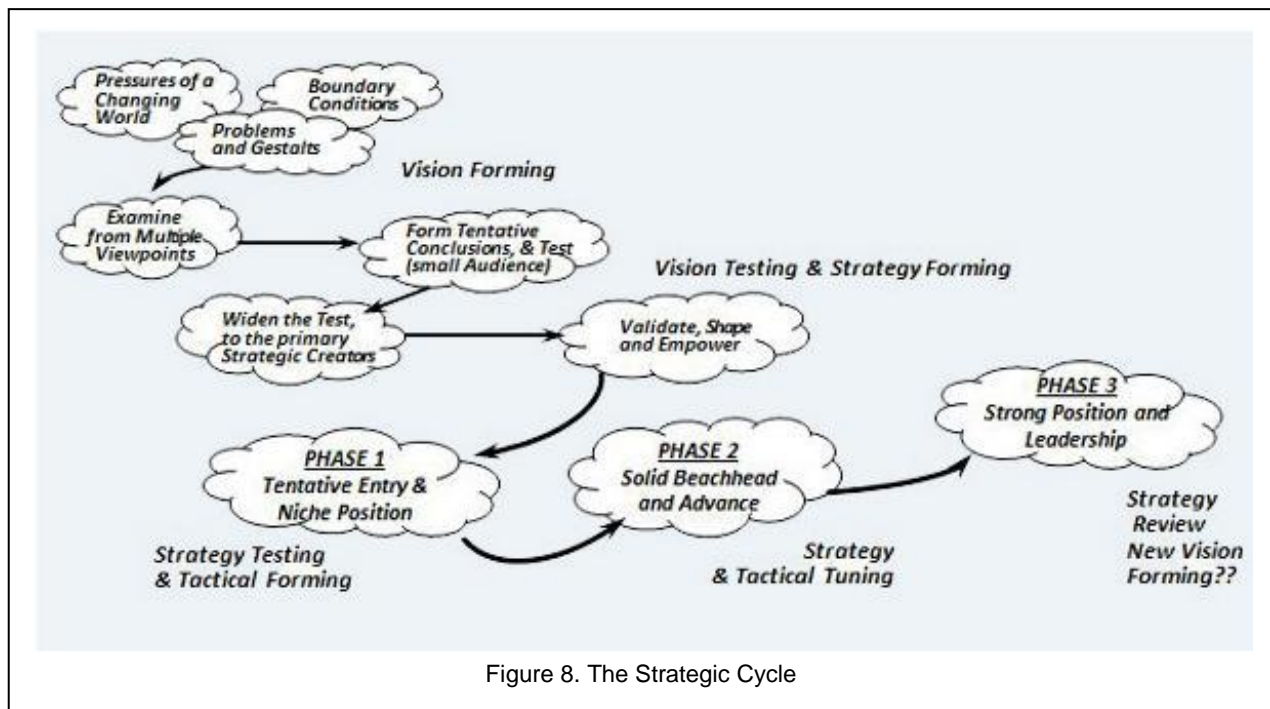 Pressures of a
Changing
World
Boundary
Conditions
Problems
and Gestalts
Vision Forming
Examine
from Multiple
Viewpoints
Form Tentative
Conclusions, & Test
(small Audience)
Vision Testing & Strategy Forming
Widen the Test,
to the primary
Strategic Creators
Validate, Shape
and Empower
PHASE 1
Tentative Entry &
Niche Position
PHASE 2
Solid Beachhead
and Advance
PHASE 3
Strong Position and
Leadership
Strategy Testing
& Tactical Forming
Strategy
& Tactical Tuning
Strategy
Review
New Vision
Forming??
Figure 8. The Strategic Cycle